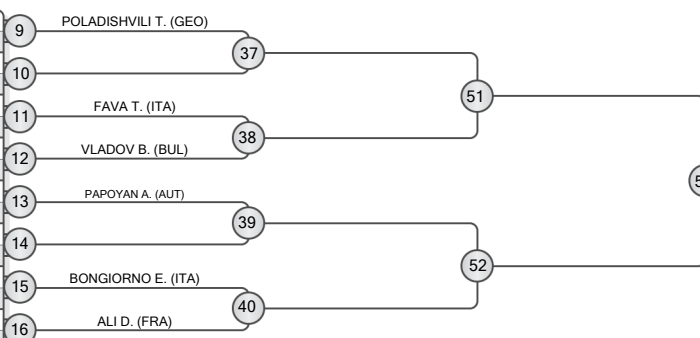 9 POLADISHVILI T. (GEO)
37
10
51
11 FAVA T. (ITA)
38
12 VLADOV B. (BUL)
13 PAPOYAN A. (AUT)
39
14
52
15 BONGIORNO E. (ITA)
40
16 ALI D. (FRA)